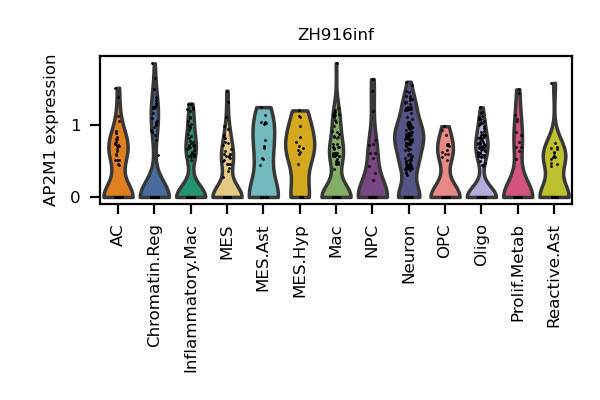 ZH916inf
AP2M1 expression
1
0
AC
Chromatin.Reg
Inflammatory.Mac
MES
MES.Ast
MES.Hyp
Mac
NPC
Neuron
OPC
Oligo
Prolif.Metab
Reactive.Ast